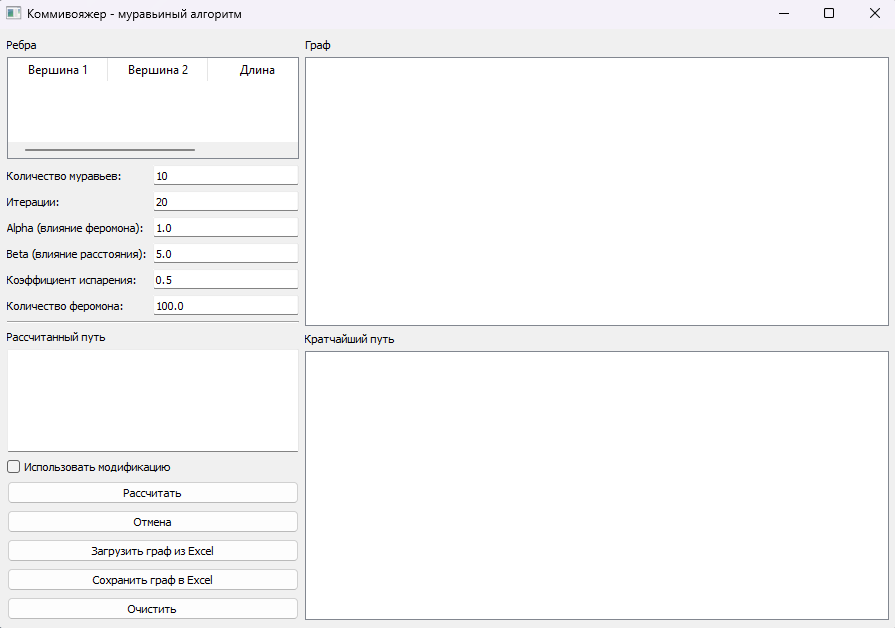 Коммивояжер - муравьиный алгоритм
Ребра
Вершина 1 Вершина 2 Длина
Количество муравьев: 10
Итерации: 20
Alpha (влияние феромона): 1.0
Beta (влияние расстояния): 5.0
Коэффициент испарения: 0.5
Количество феромона: 100.0
Рассчитанный путь
Использовать модификацию
Рассчитать
Отмена
Загрузить граф из Excel
Сохранить граф в Excel
Очистить
Граф
Кратчайший путь